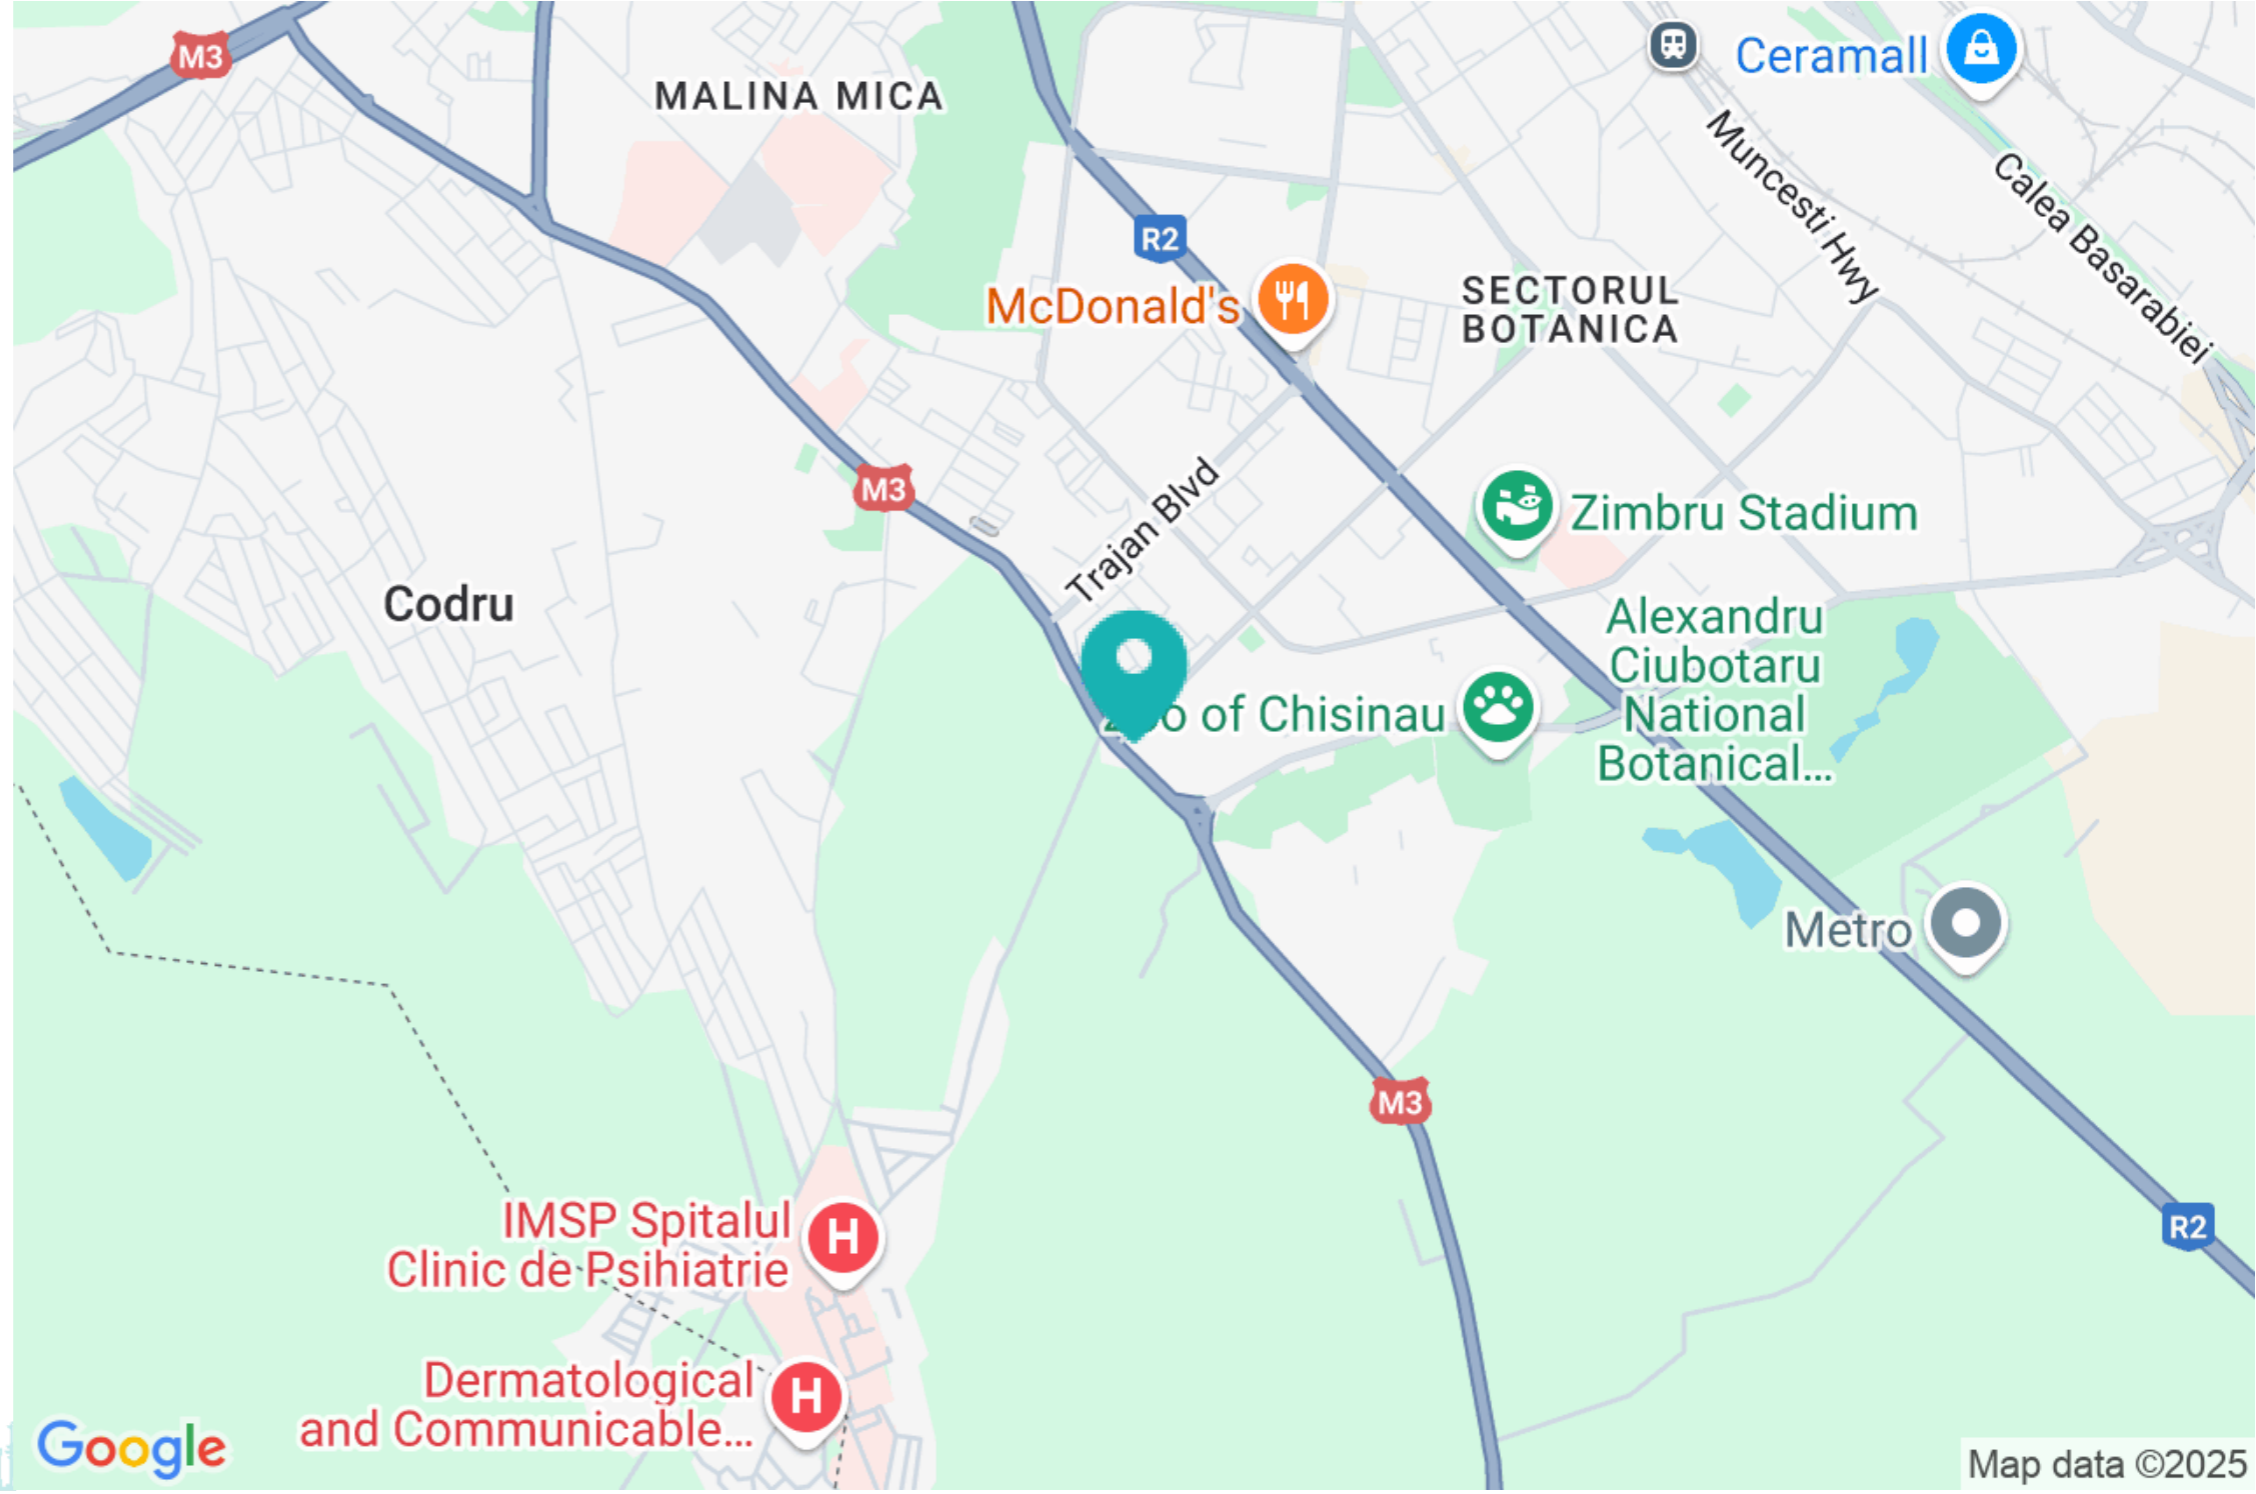 M3
Ceramall
MALINA MICA
Muncesti Hwy
Calea Basarabiei
R2
McDonald's
SECTORUL
BOTANICA
M3
Trajan Blvd
Zimbru Stadium
Codru
Alexandru
Ciubotaru
National
Botanical...
of Chisinau
Metro
M3
IMSP Spitalul
Clinic de Psihiatrie
H
R2
Dermatological
and Communicable...
H
Google
Map data ©2025